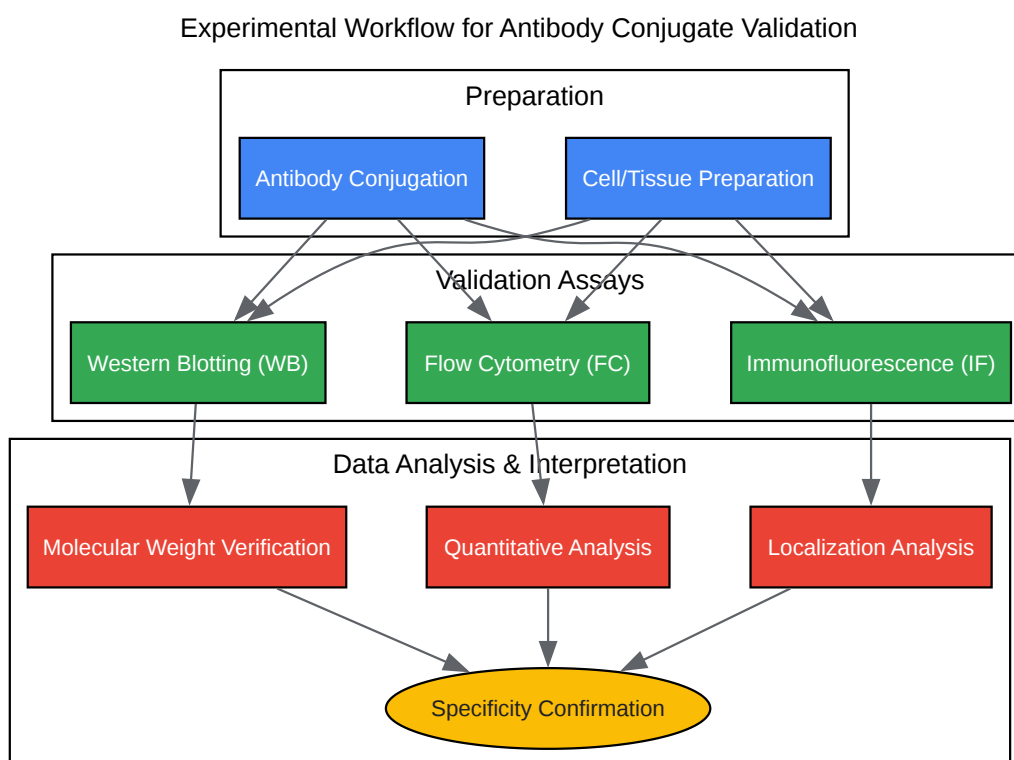 Experimental Workflow for Antibody Conjugate Validation
Preparation
Antibody Conjugation
Cell/Tissue Preparation
Validation Assays
Western Blotting (WB)
Flow Cytometry (FC)
Immunofluorescence (IF)
Data Analysis & Interpretation
Molecular Weight Verification
Quantitative Analysis
Localization Analysis
Specificity Confirmation